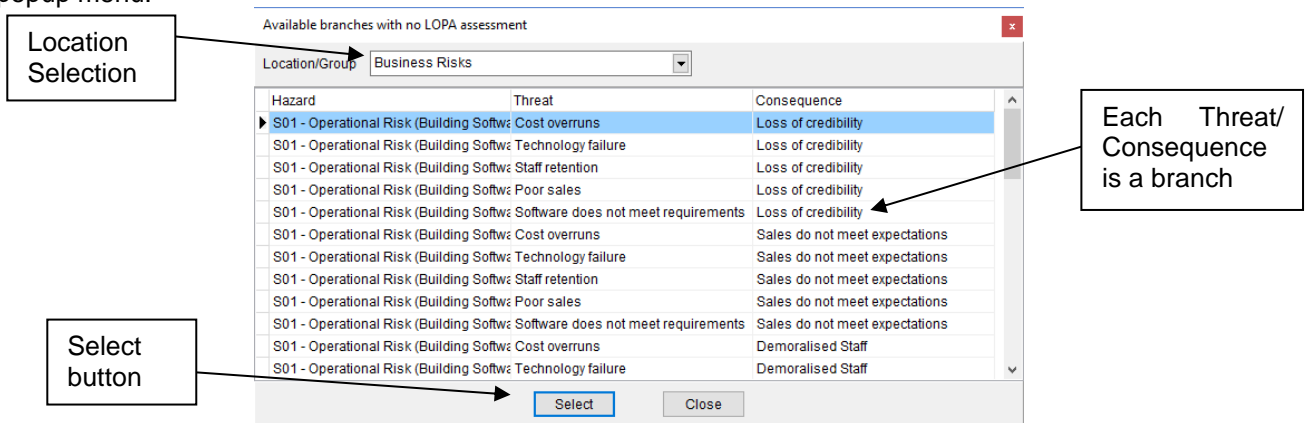 popup menu.
Location
Selection
Available branches with no LOPA assessment
x
Location/Group Business Risks
Hazard Threat Consequence
S01 - Operational Risk (Building Softwa Cost overruns Loss of credibility
S01 - Operational Risk (Building Softwa Technology failure Loss of credibility
S01 - Operational Risk (Building Softwa Staff retention Loss of credibility
S01 - Operational Risk (Building Softwa Poor sales Loss of credibility
S01 - Operational Risk (Building Softwa Software does not meet requirements Loss of credibility
S01 - Operational Risk (Building Softwa Cost overruns Sales do not meet expectations
S01 - Operational Risk (Building Softwa Technology failure Sales do not meet expectations
S01 - Operational Risk (Building Softwa Staff retention Sales do not meet expectations
S01 - Operational Risk (Building Softwa Poor sales Sales do not meet expectations
S01 - Operational Risk (Building Softwa Software does not meet requirements Sales do not meet expectations
S01 - Operational Risk (Building Softwa Cost overruns Demoralised Staff
S01 - Operational Risk (Building Softwa Technology failure Demoralised Staff
Each Threat/
Consequence
is a branch
Select
button
Select Close